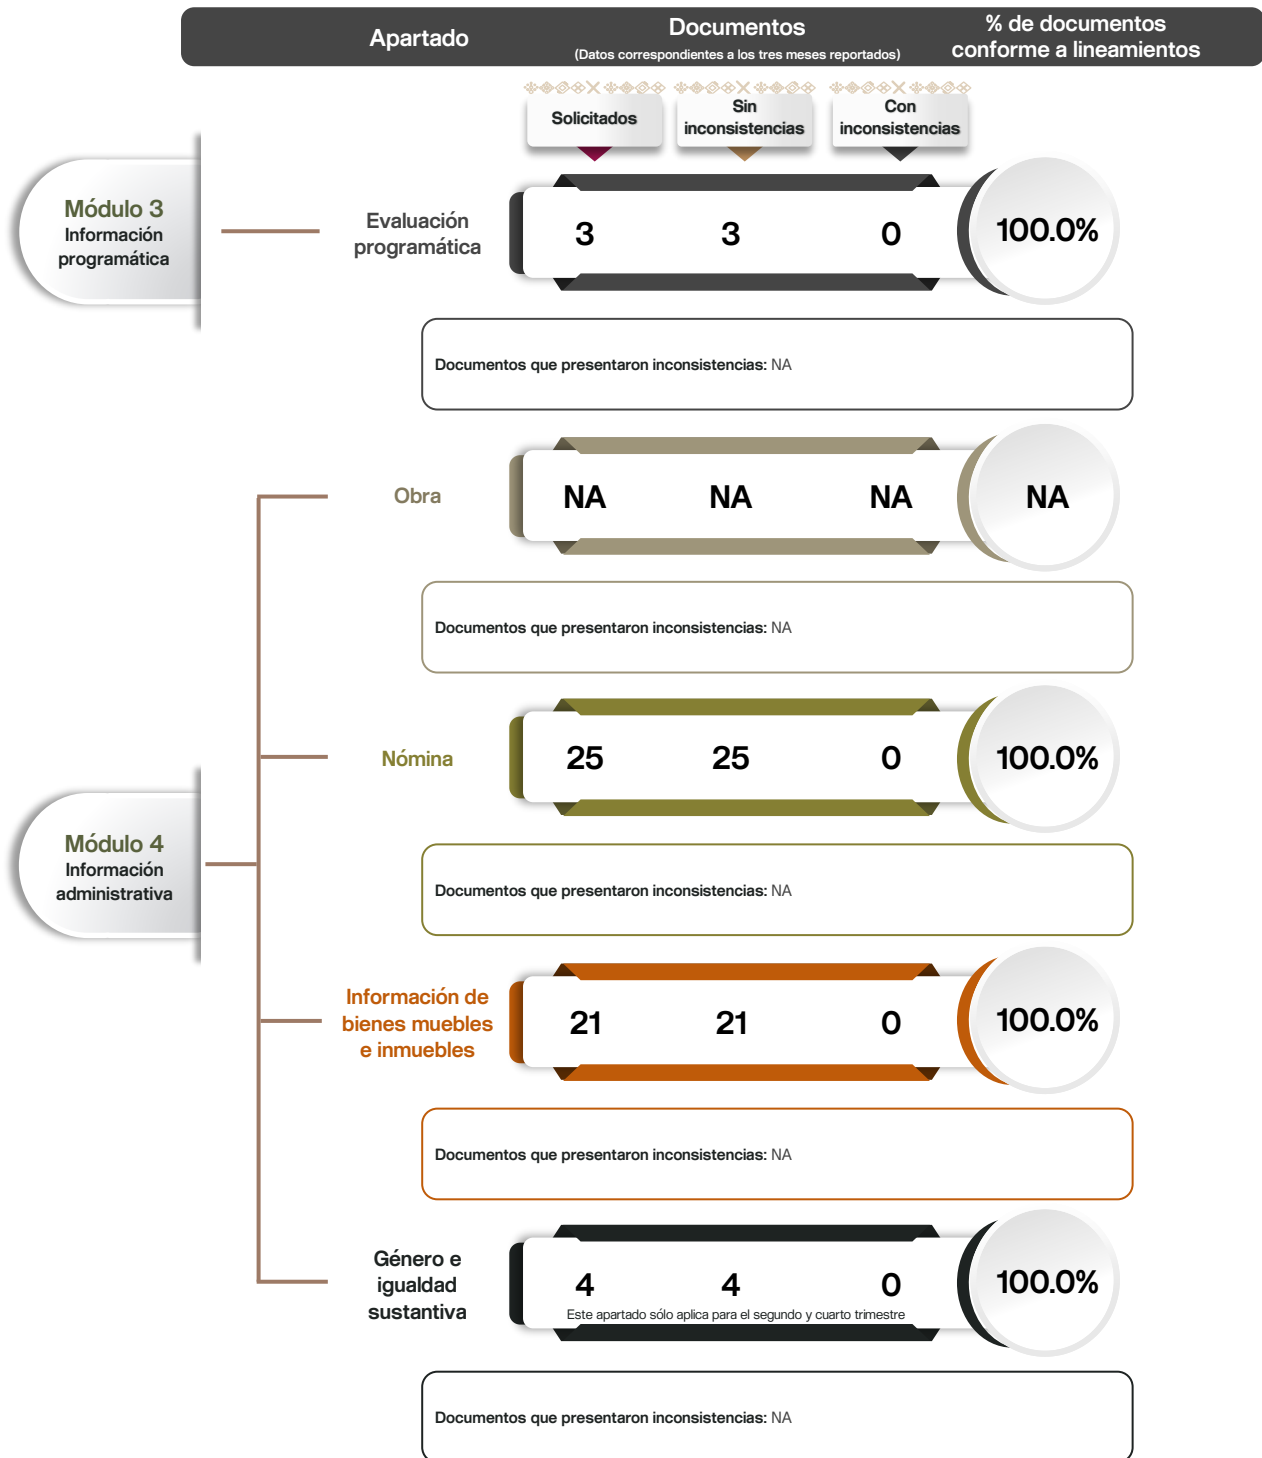 Apartado
Documentos
(Datos correspondientes a los tres meses reportados)
% de documentos
conforme a lineamientos
Solicitados
Sin
inconsistencias
Con
inconsistencias
Módulo 3
Información
programática
Evaluación
programática
3 3 0 100.0%
Documentos que presentaron inconsistencias: NA
Obra
NA NA NA NA
Documentos que presentaron inconsistencias: NA
Nómina
25 25 0 100.0%
Documentos que presentaron inconsistencias: NA
Módulo 4
Información
administrativa
Información de
bienes muebles
e inmuebles
21 21 0 100.0%
Documentos que presentaron inconsistencias: NA
Género e
igualdad
sustantiva
4 4 0 100.0%
Este apartado sólo aplica para el segundo y cuarto trimestre
Documentos que presentaron inconsistencias: NA